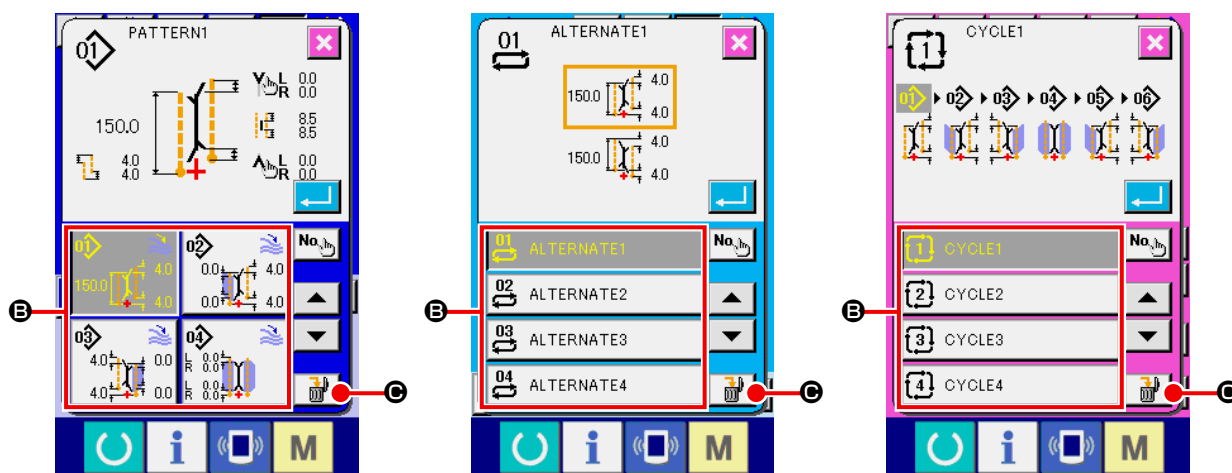 01 PATTERN1
Y L 0.0
R 0.0
150.0
8.5
8.5
4.0
4.0
L 0.0
R 0.0
01
4.0
150.0
4.0
02
0.0 4.0
0.0 4.0
No.
03
4.0 0.0
4.0 0.0
04
L 0.0
R 0.0
L 0.0
R 0.0
B
C
i
M
01 ALTERNATE1
150.0 4.0
4.0
150.0 4.0
4.0
01 ALTERNATE1
No.
02 ALTERNATE2
03 ALTERNATE3
04 ALTERNATE4
B
C
i
M
1 CYCLE1
01 02 03 04 05 06
1 CYCLE1
No.
2 CYCLE2
3 CYCLE3
4 CYCLE4
B
C
i
M